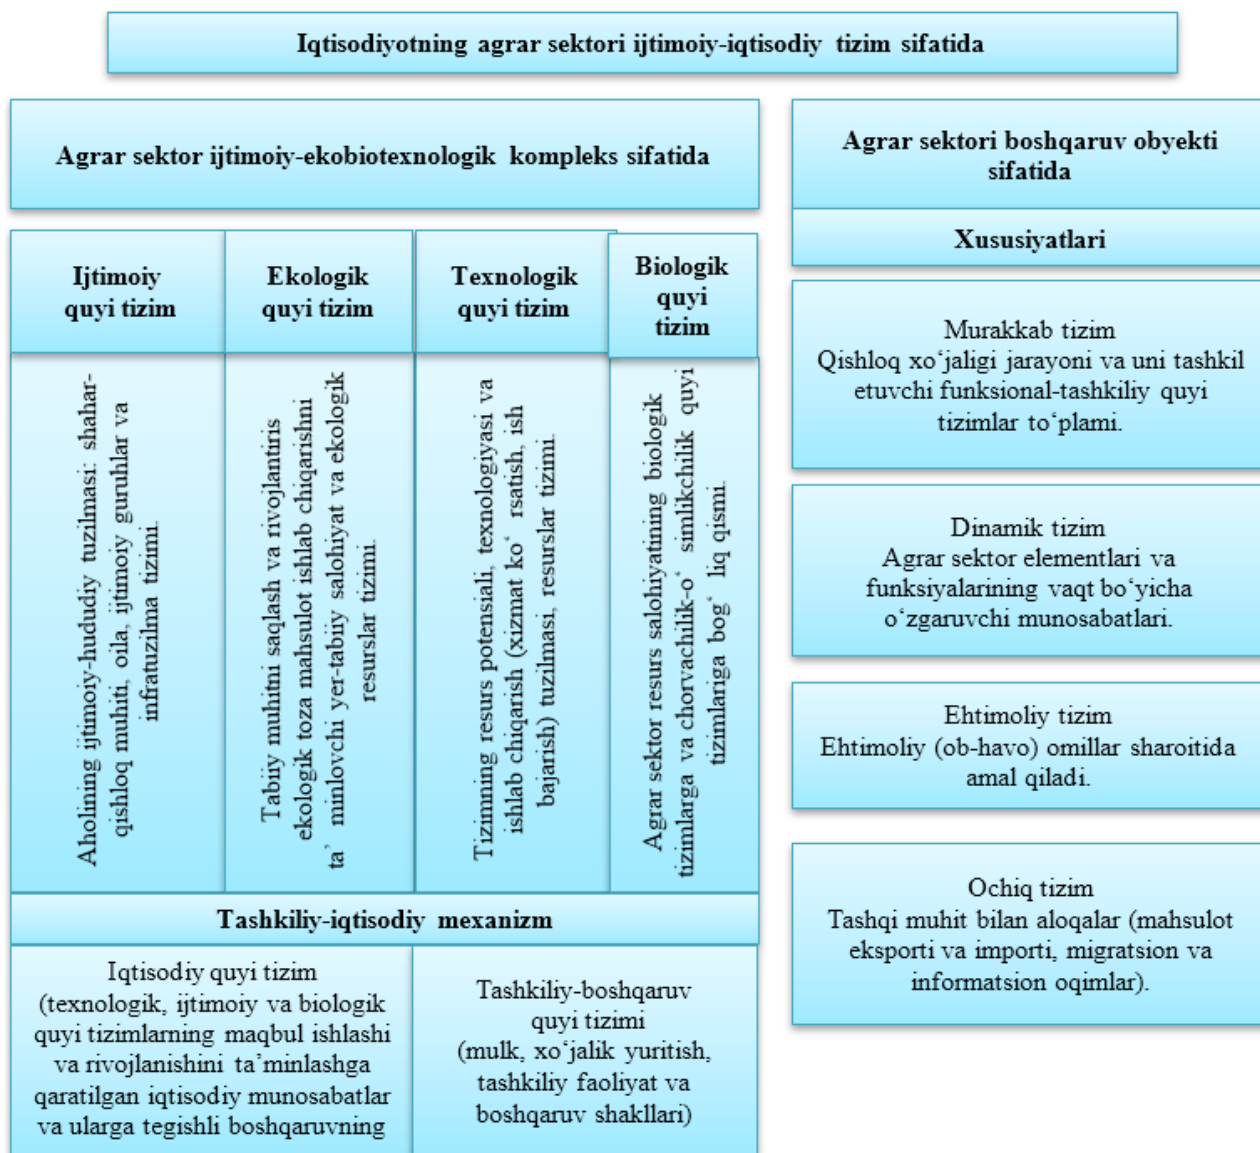 Iqtisodiyotning agrar sektori ijtimoiy-iqtisodiy tizim sifatida
Agrar sektor ijtimoiy-ekobiotexnologik kompleks sifatida
Ijtimoiy
quyi tizim
Ekologik
quyi tizim
Texnologik
quyi tizim
Biologik
quyi
tizim
Aholining ijtimoiy-hududiy tuzilmasi: shahar-
qishloq muhiti, oila, ijtimoiy guruhlar va
infratuzilma tizimi.
Tabiiy muhitni saqlash va rivojlantiris
ekologik toza mahsulot ishlab chiqarishni
ta’ minlovchi yer-tabiiy salohiyat va ekologik
resurslar tizimi.
Tizimning resurs potensiali, texnologiyasi va
ishlab chiqarish (xizmat ko‘ rsatish, ish
bajarish) tuzilmasi, resurslar tizimi.
Agrar sektor resurs salohiyatining biologik
tizimlarga va chorvachilik-o‘ simlikchilik quyi
tizimlariga bog‘ liq qismi.
Tashkiliy-iqtisodiy mexanizm
Iqtisodiy quyi tizim
(texnologik, ijtimoiy va biologik
quyi tizimlarning maqbul ishlashi
va rivojlanishini ta’minlashga
qaratilgan iqtisodiy munosabatlar
va ularga tegishli boshqaruvning
Tashkiliy-boshqaruv
quyi tizimi
(mulk, xo‘jalik yuritish,
tashkiliy faoliyat va
boshqaruv shakllari)
Agrar sektori boshqaruv obyekti
sifatida
Xususiyatlari
Murakkab tizim
Qishloq xo‘jaligi jarayoni va uni tashkil
etuvchi funksional-tashkiliy quyi
tizimlar to‘plami.
Dinamik tizim
Agrar sektor elementlari va
funksiyalarining vaqt bo‘yicha
o‘zgaruvchi munosabatlari.
Ehtimoliy tizim
Ehtimoliy (ob-havo) omillar sharoitida
amal qiladi.
Ochiq tizim
Tashqi muhit bilan aloqalar (mahsulot
eksporti va importi, migratsion va
informatsion oqimlar).